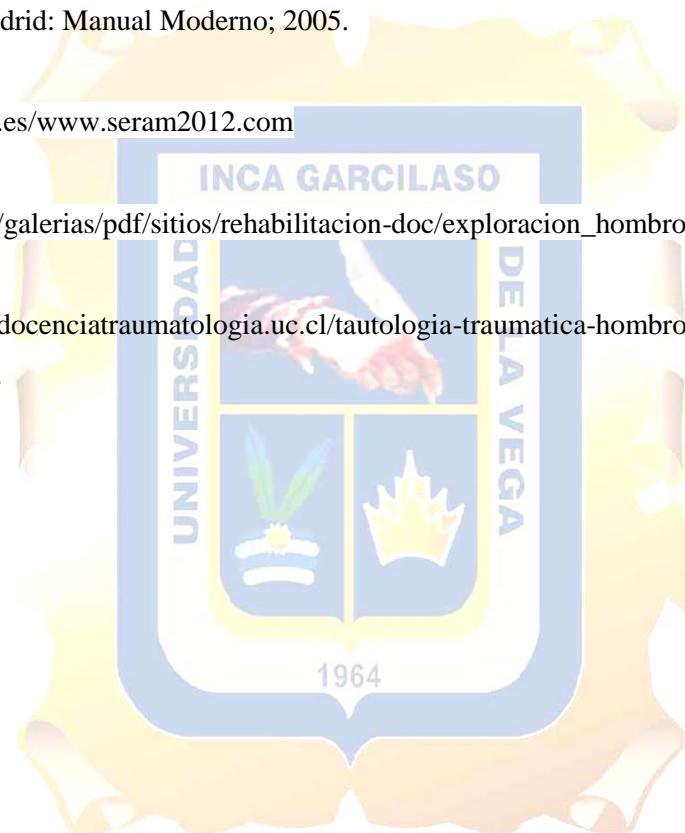 drid: Manual Moderno; 2005.
.es/www.seram2012.com
INCA GARCILASO
/galerias/pdf/sitios/rehabilitacion-doc/exploracion_hombro
docenciatraumatologia.uc.cl/tautologia-traumatica-hombro
UNIVERSIDAD
DE LA VEGA
1964